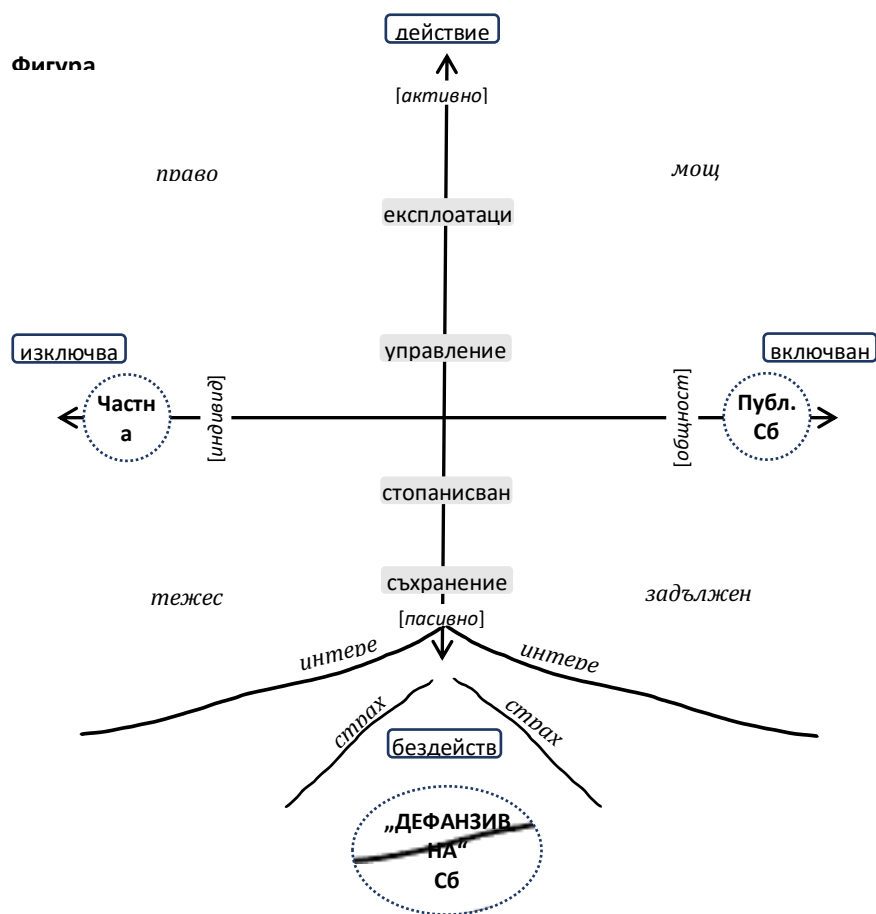 действие
Фигура
[активно]
право
мощ
експлоатаци
изключва
управление
включван
Частн
а
[индивид]
[общност]
Публ.
Сб
стопанисван
съхранение
тежес
задължен
[пасивно]
интере
интере
страх
страх
бездейств
„ДЕФАНЗИВ
НА“
Сб